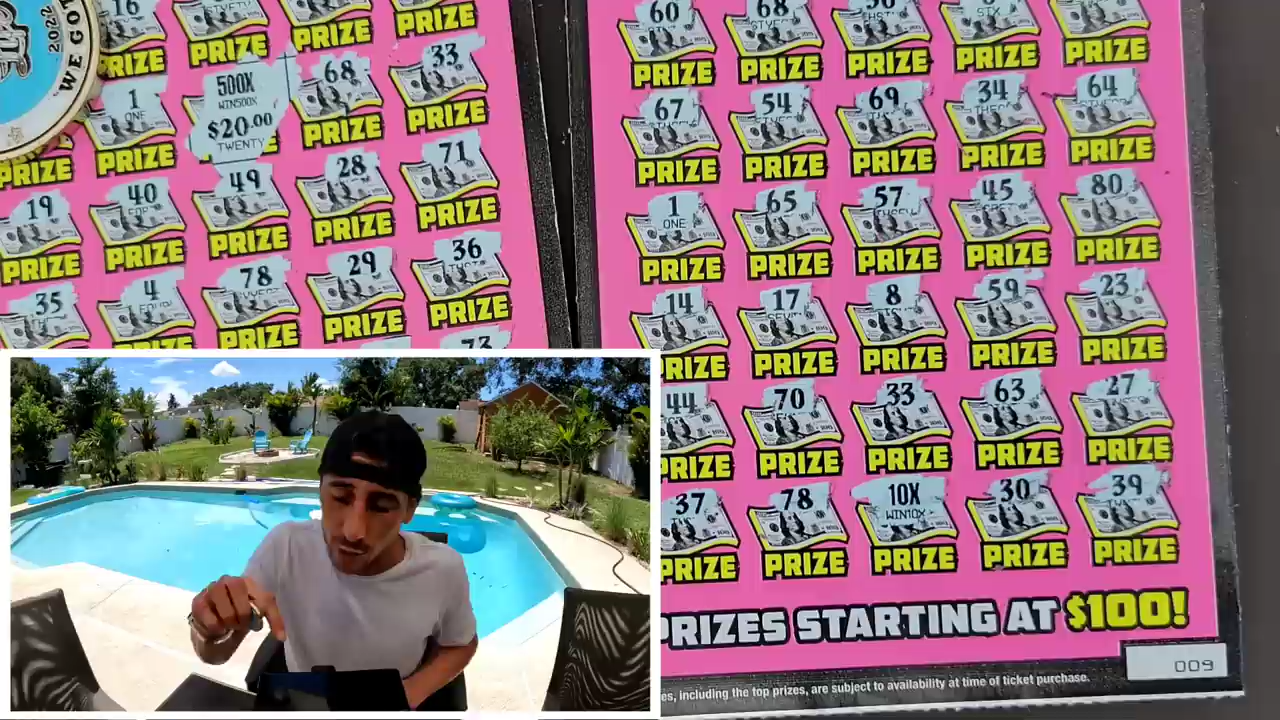 2022
WE GOT
16
PRIZE PRIZE PRIZE PRIZE
1 500X 68 33
ONE WIN500X
$20.00
TWENTY
PRIZE PRIZE PRIZE PRIZE
19 40 49 28 71
PRIZE PRIZE PRIZE PRIZE PRIZE
35 4 78 29 36
PRIZE PRIZE PRIZE
73
60 68
PRIZE PRIZE PRIZE PRIZE PRIZE
67 54 69 34 64
PRIZE PRIZE PRIZE PRIZE PRIZE
1 65 57 45 80
ONE
PRIZE PRIZE PRIZE PRIZE PRIZE
14 17 8 59 23
PRIZE PRIZE PRIZE PRIZE PRIZE
44 70 33 63 27
PRIZE PRIZE PRIZE PRIZE PRIZE
37 78 10X 30 39
WIN10X
PRIZE PRIZE PRIZE PRIZE PRIZE
PRIZES STARTING AT $100!
009
es, including the top prizes, are subject to availability at time of ticket purchase.